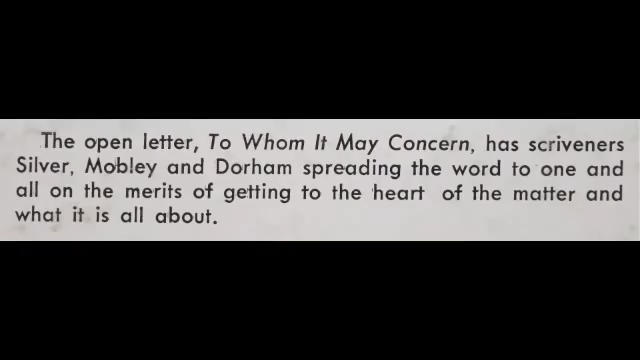 The open letter, To Whom It May Concern, has scriveners
Silver, Mobley and Dorham spreading the word to one and
all on the merits of getting to the heart of the matter and
what it is all about.